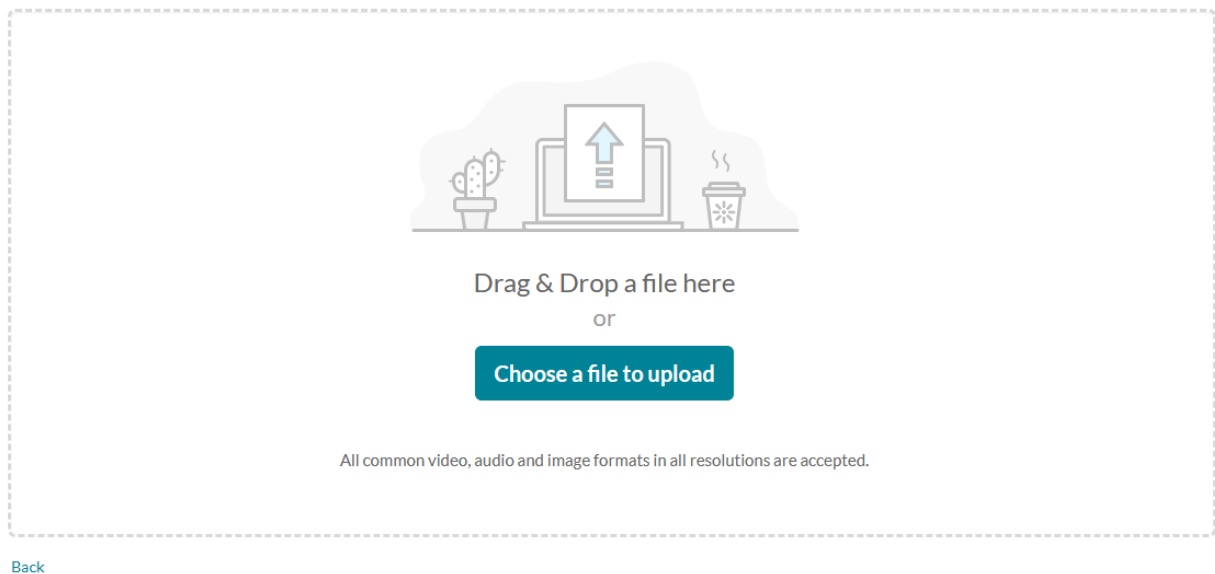 Drag & Drop a file here
or
Choose a file to upload
All common video, audio and image formats in all resolutions are accepted.
Back